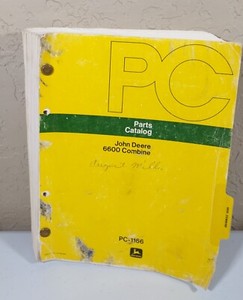 PC
Parts
Catalog
John Deere
6600 Combine
PC-1166